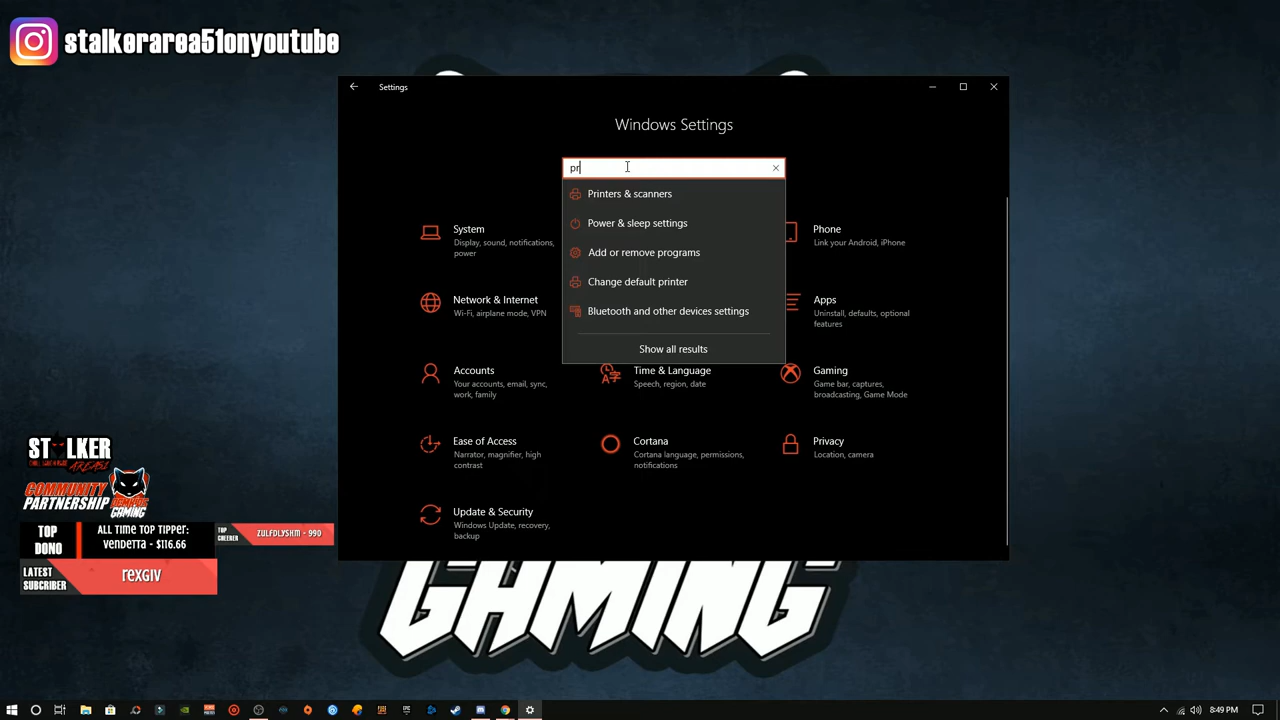 stalkerarea51onyoutube
Settings
Windows Settings
pr
Printers & scanners
Power & sleep settings
Add or remove programs
Change default printer
Bluetooth and other devices settings
Show all results
System
Display, sound, notifications,
power
Phone
Link your Android, iPhone
Network & Internet
Wi-Fi, airplane mode, VPN
Apps
Uninstall, defaults, optional
features
Accounts
Your accounts, email, sync,
work, family
Time & Language
Speech, region, date
Gaming
Game bar, captures,
broadcasting, Game Mode
Ease of Access
Narrator, magnifier, high
contrast
Cortana
Cortana language, permissions,
notifications
Privacy
Location, camera
Update & Security
Windows Update, recovery,
backup
STALKER
AREA51
COMMUNITY
PARTNERSHIP
GAMING
TOP
DONO
ALL TIME TOP TIPPER:
VENDETTA - $116.66
TOP
CHEERER
ZULFDLYSHM - 990
LATEST
SUBCRIBER
REXGIV
GAMING
8:49 PM